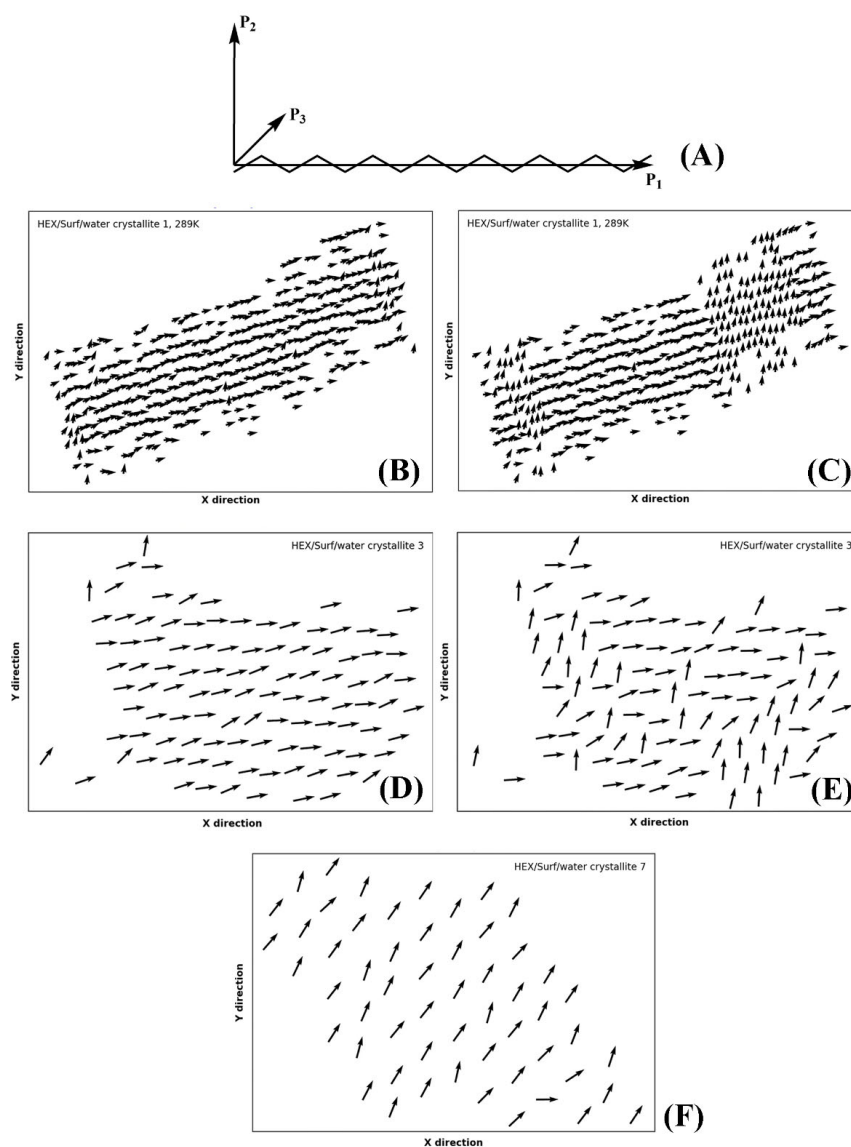 P2
P3
(A)
P1
HEX/Surf/water crystallite 1, 289K
Y direction
(B)
X direction
HEX/Surf/water crystallite 1, 289K
Y direction
(C)
X direction
HEX/Surf/water crystallite 3
Y direction
(D)
X direction
HEX/Surf/water crystallite 3
Y direction
(E)
X direction
HEX/Surf/water crystallite 7
Y direction
(F)
X direction